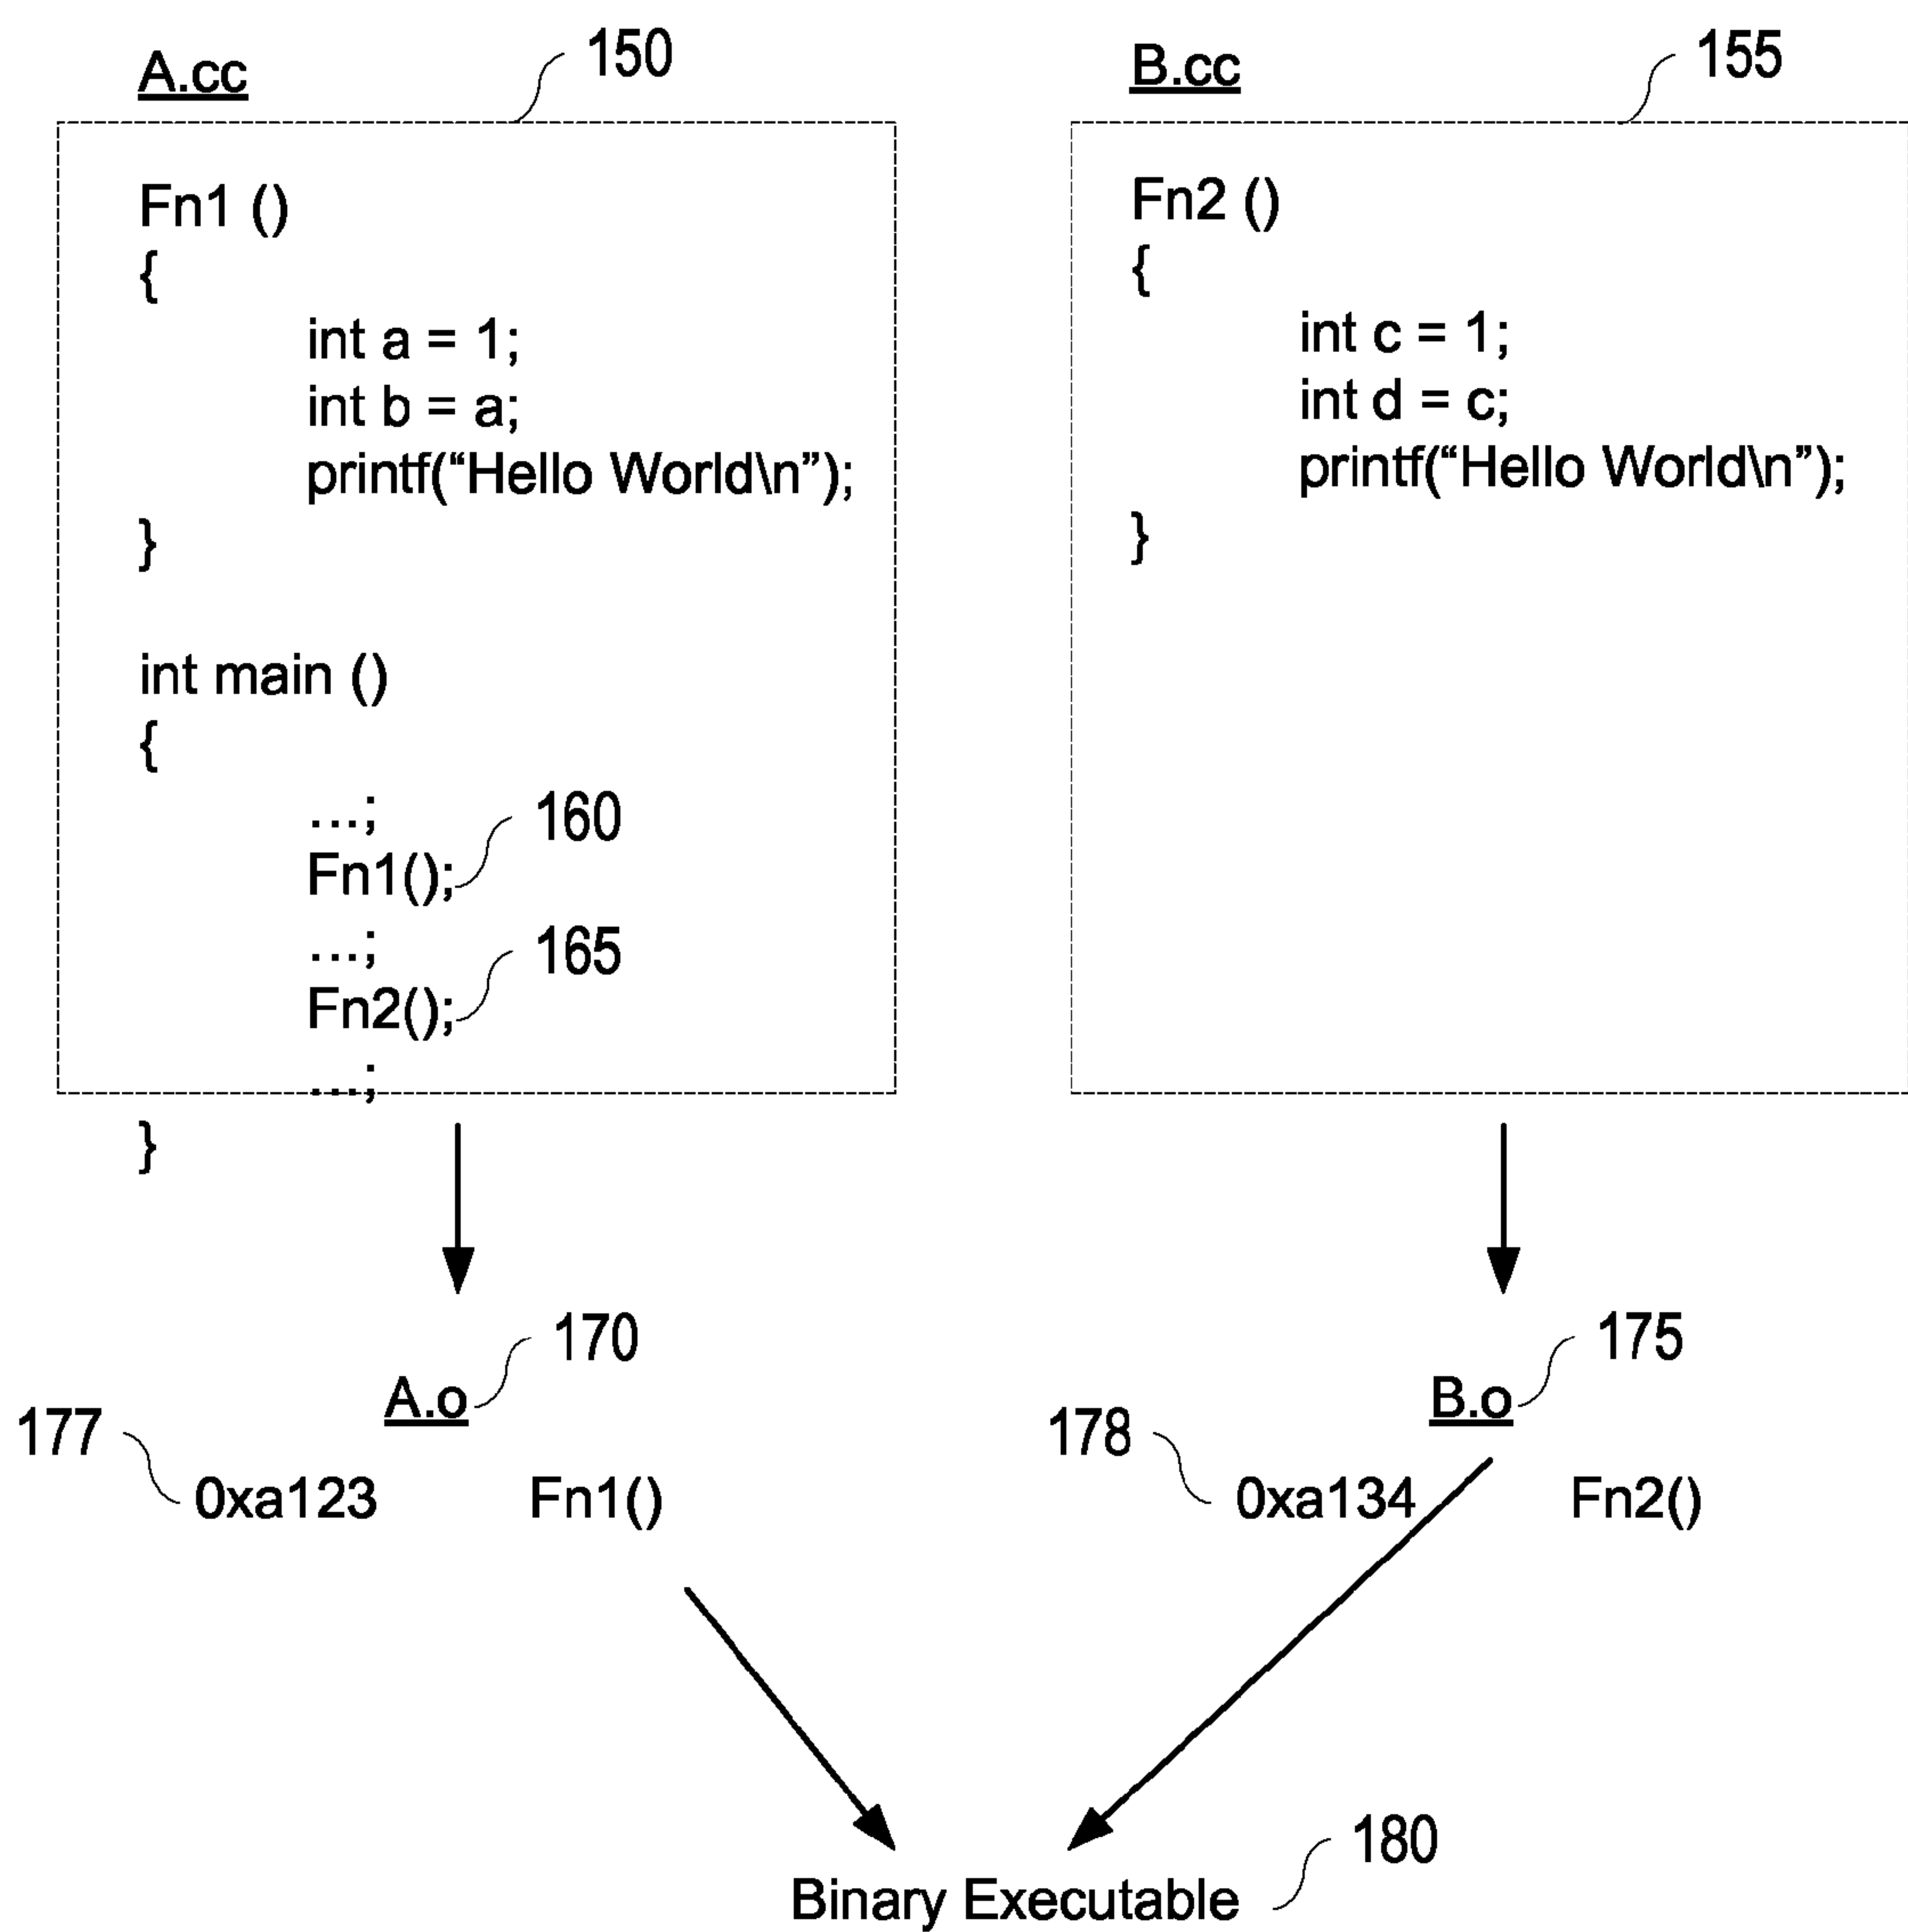 A.cc
150
Fn1 ()
{
int a = 1;
int b = a;
printf(“Hello World\n”);
}
int main ()
{
...;
160
Fn1();
...;
165
Fn2();
...;
}
B.cc
155
Fn2 ()
{
int c = 1;
int d = c;
printf(“Hello World\n”);
}
170
A.o
177
0xa123 Fn1()
175
B.o
178
0xa134 Fn2()
180
Binary Executable